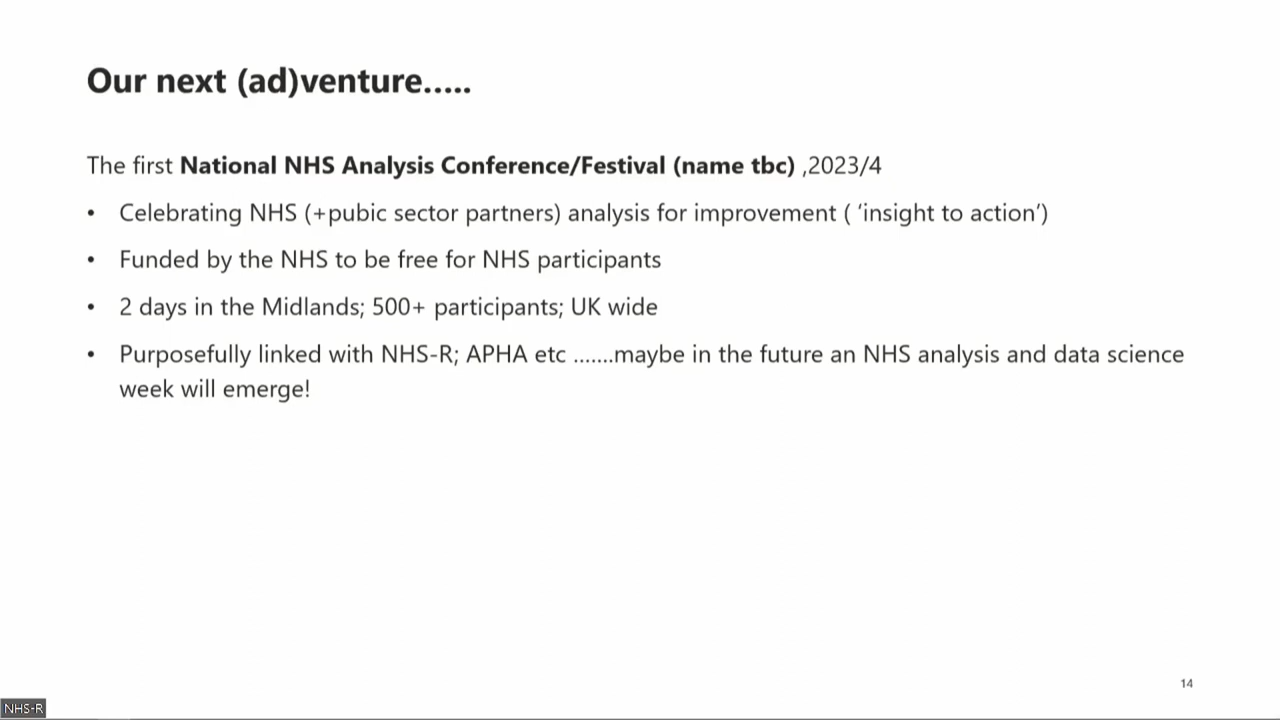 Our next (ad)venture.....
The first National NHS Analysis Conference/Festival (name tbc) ,2023/4
• Celebrating NHS (+pubic sector partners) analysis for improvement ( ‘insight to action’)
• Funded by the NHS to be free for NHS participants
• 2 days in the Midlands; 500+ participants; UK wide
• Purposefully linked with NHS-R; APHA etc .......maybe in the future an NHS analysis and data science
week will emerge!
14
NHS-R